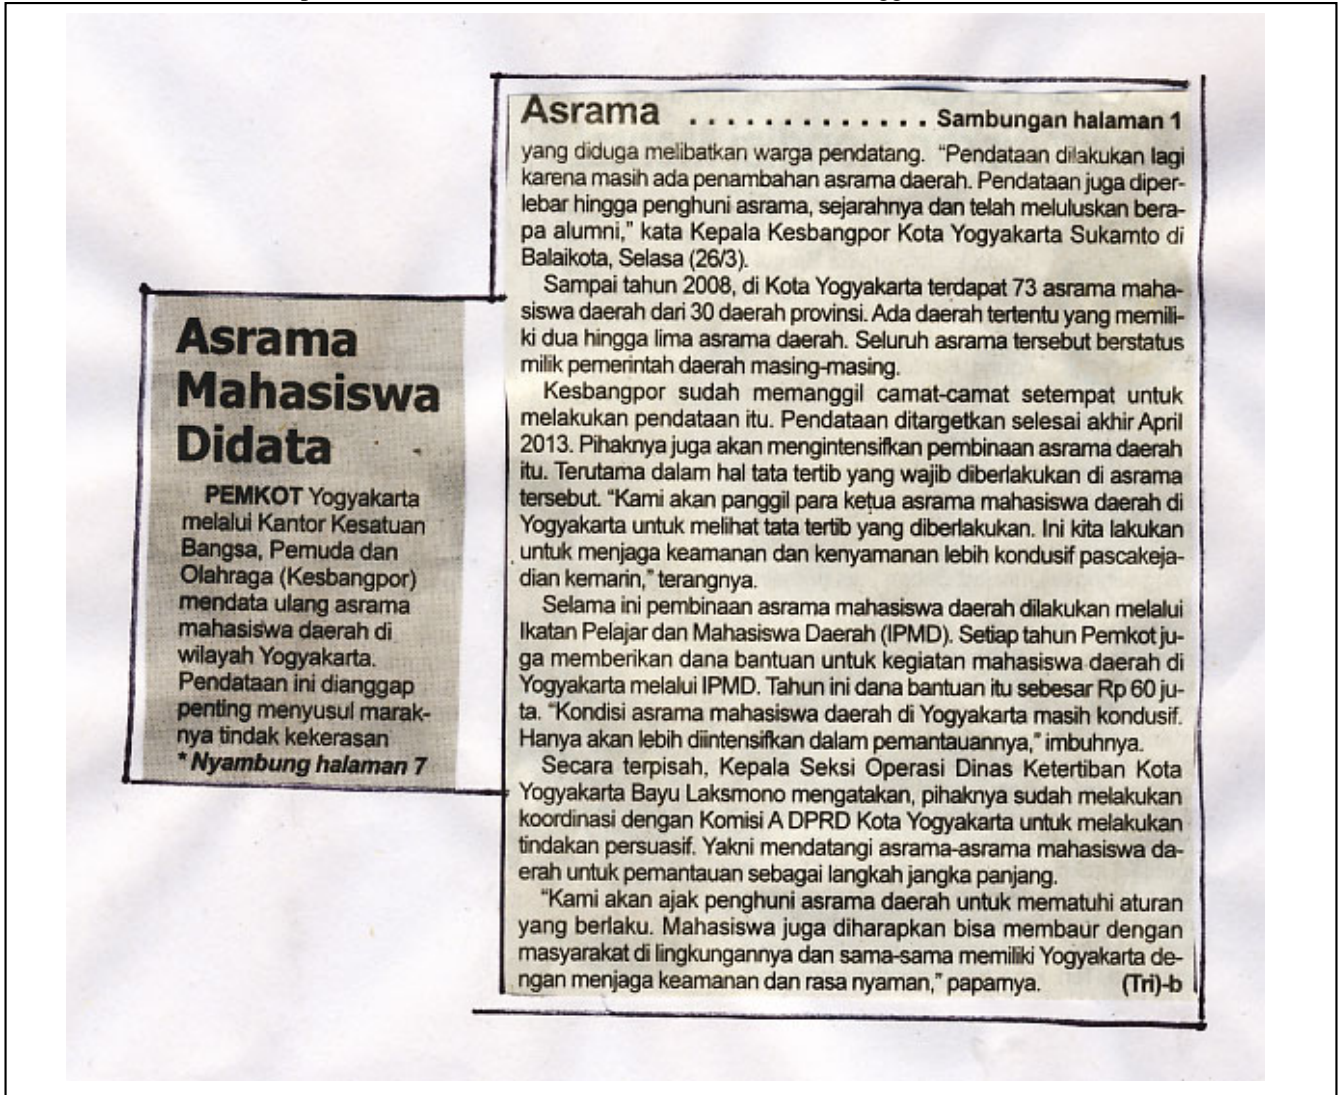 Asrama
Mahasiswa
Didata
PEMKOT Yogyakarta
melalui Kantor Kesatuan
Bangsa, Pemuda dan
Olahraga (Kesbangpor)
mendata ulang asrama
mahasiswa daerah di
wilayah Yogyakarta.
Pendataan ini dianggap
penting menyusul marak-
nya tindak kekerasan
* Nyambung halaman 7
Asrama ............. Sambungan halaman 1
yang diduga melibatkan warga pendatang. “Pendataan dilakukan lagi
karena masih ada penambahan asrama daerah. Pendataan juga diper-
lebar hingga penghuni asrama, sejarahnya dan telah meluluskan bera-
pa alumni,” kata Kepala Kesbangpor Kota Yogyakarta Sukamto di
Balaikota, Selasa (26/3).
Sampai tahun 2008, di Kota Yogyakarta terdapat 73 asrama maha-
siswa daerah dari 30 daerah provinsi. Ada daerah tertentu yang memili-
ki dua hingga lima asrama daerah. Seluruh asrama tersebut berstatus
milik pemerintah daerah masing-masing.
Kesbangpor sudah memanggil camat-camat setempat untuk
melakukan pendataan itu. Pendataan ditargetkan selesai akhir April
2013. Pihaknya juga akan mengintensifkan pembinaan asrama daerah
itu. Terutama dalam hal tata tertib yang wajib diberlakukan di asrama
tersebut. “Kami akan panggil para ketua asrama mahasiswa daerah di
Yogyakarta untuk melihat tata tertib yang diberlakukan. Ini kita lakukan
untuk menjaga keamanan dan kenyamanan lebih kondusif pascakeja-
dian kemarin,” terangnya.
Selama ini pembinaan asrama mahasiswa daerah dilakukan melalui
Ikatan Pelajar dan Mahasiswa Daerah (IPMD). Setiap tahun Pemkot ju-
ga memberikan dana bantuan untuk kegiatan mahasiswa daerah di
Yogyakarta melalui IPMD. Tahun ini dana bantuan itu sebesar Rp 60 ju-
ta. “Kondisi asrama mahasiswa daerah di Yogyakarta masih kondusif.
Hanya akan lebih diintensifkan dalam pemantauannya,” imbuhnya.
Secara terpisah, Kepala Seksi Operasi Dinas Ketertiban Kota
Yogyakarta Bayu Laksmono mengatakan, pihaknya sudah melakukan
koordinasi dengan Komisi A DPRD Kota Yogyakarta untuk melakukan
tindakan persuasif. Yakni mendatangi asrama-asrama mahasiswa da-
erah untuk pemantauan sebagai langkah jangka panjang.
“Kami akan ajak penghuni asrama daerah untuk mematuhi aturan
yang berlaku. Mahasiswa juga diharapkan bisa membaur dengan
masyarakat di lingkungannya dan sama-sama memiliki Yogyakarta de-
ngan menjaga keamanan dan rasa nyaman,” paparnya. (Tri)-b